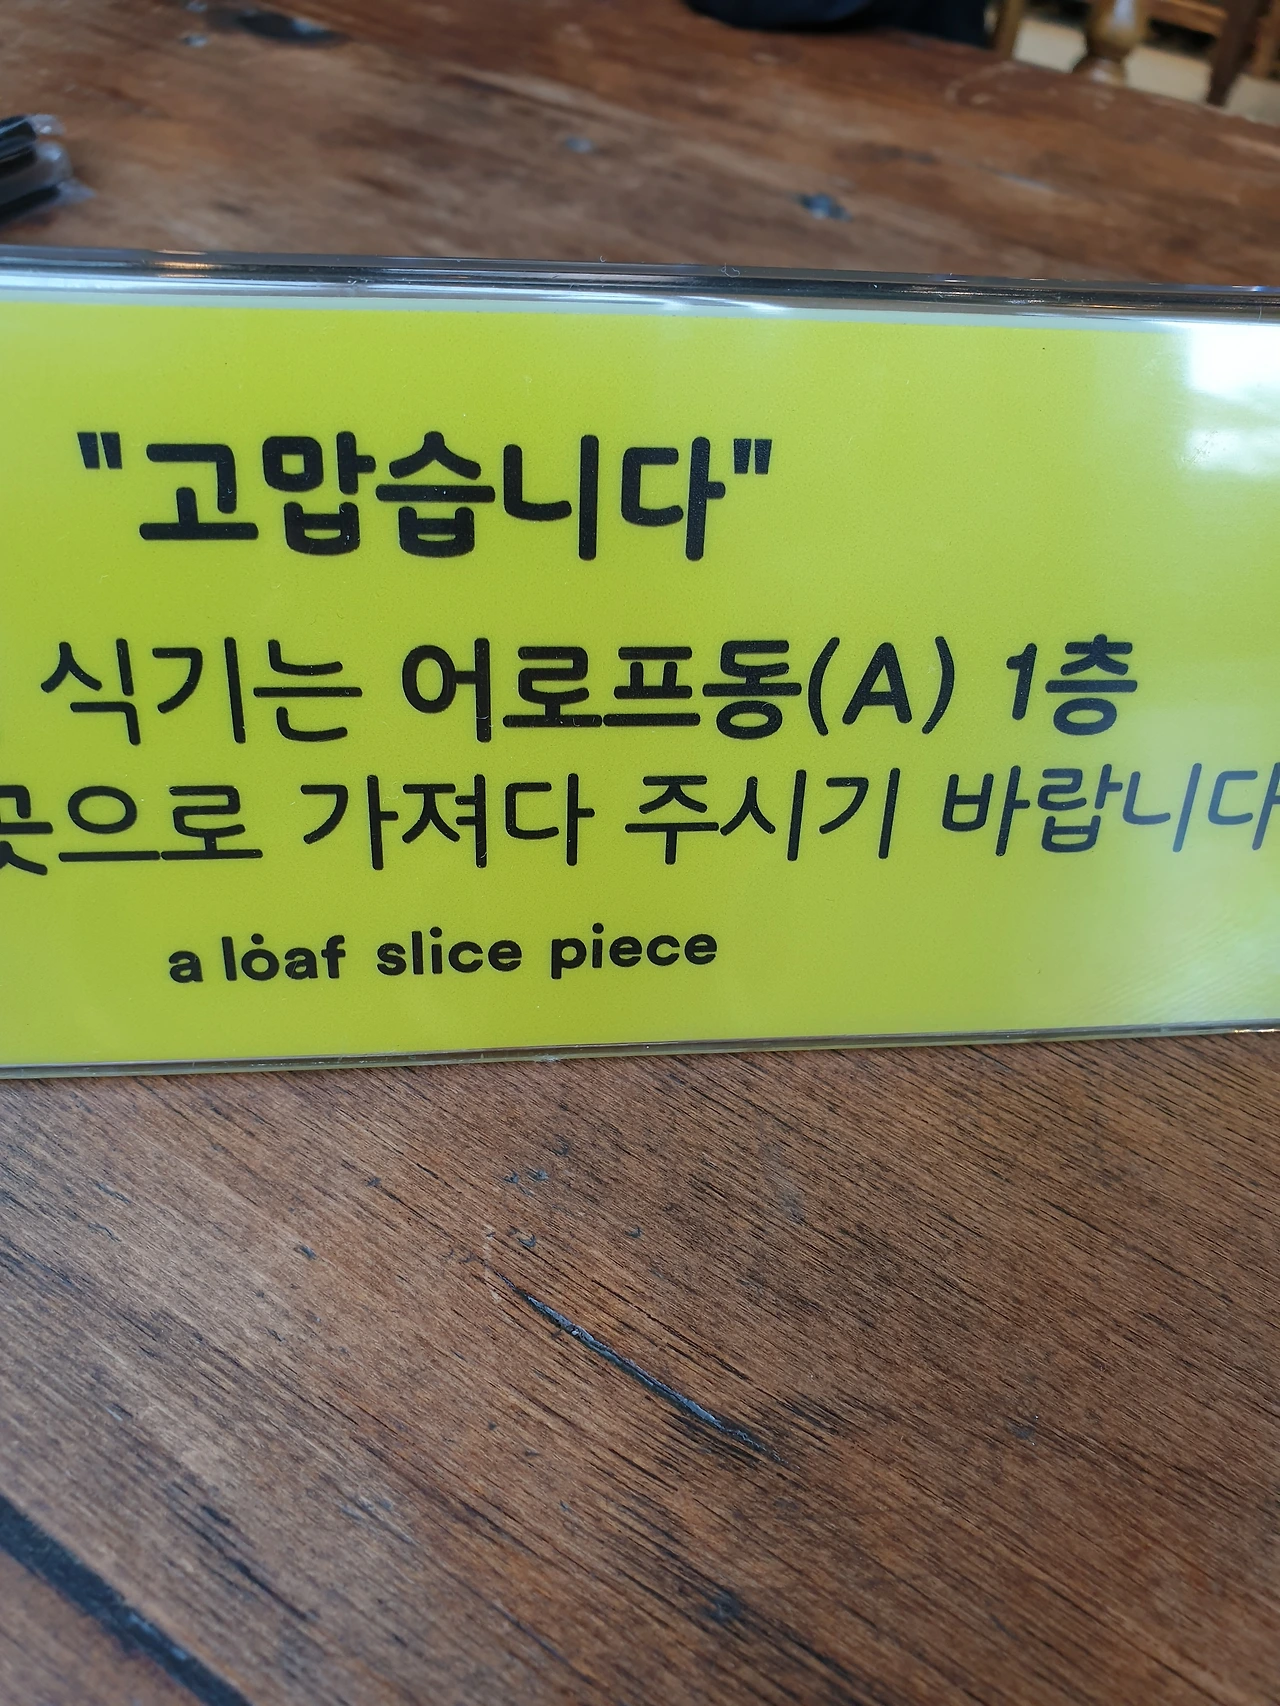 "고맙습니다"
식기는 어로프동(A) 1층
곳으로 가져다 주시기 바랍니다
a lȯaf slice piece